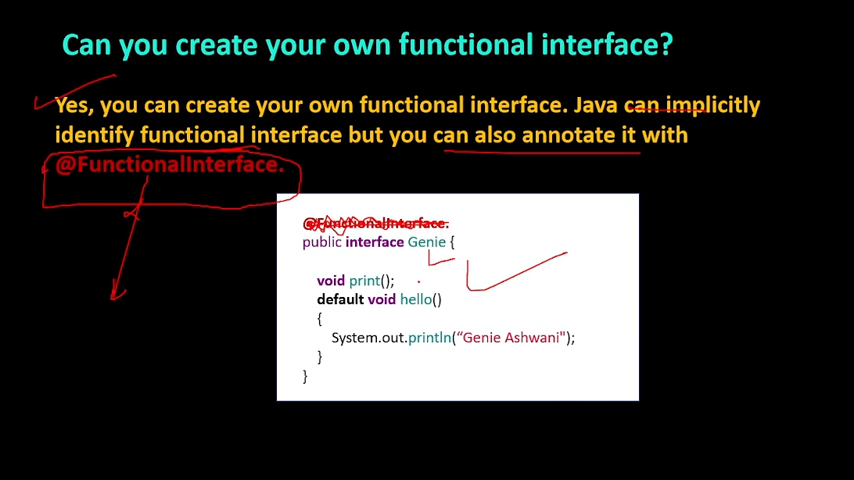 Can you create your own functional interface?
Yes, you can create your own functional interface. Java can implicitly
identify functional interface but you can also annotate it with
@FunctionalInterface.
@FunctionalInterface.
public interface Genie {
void print();
default void hello()
{
System.out.println(“Genie Ashwani");
}
}